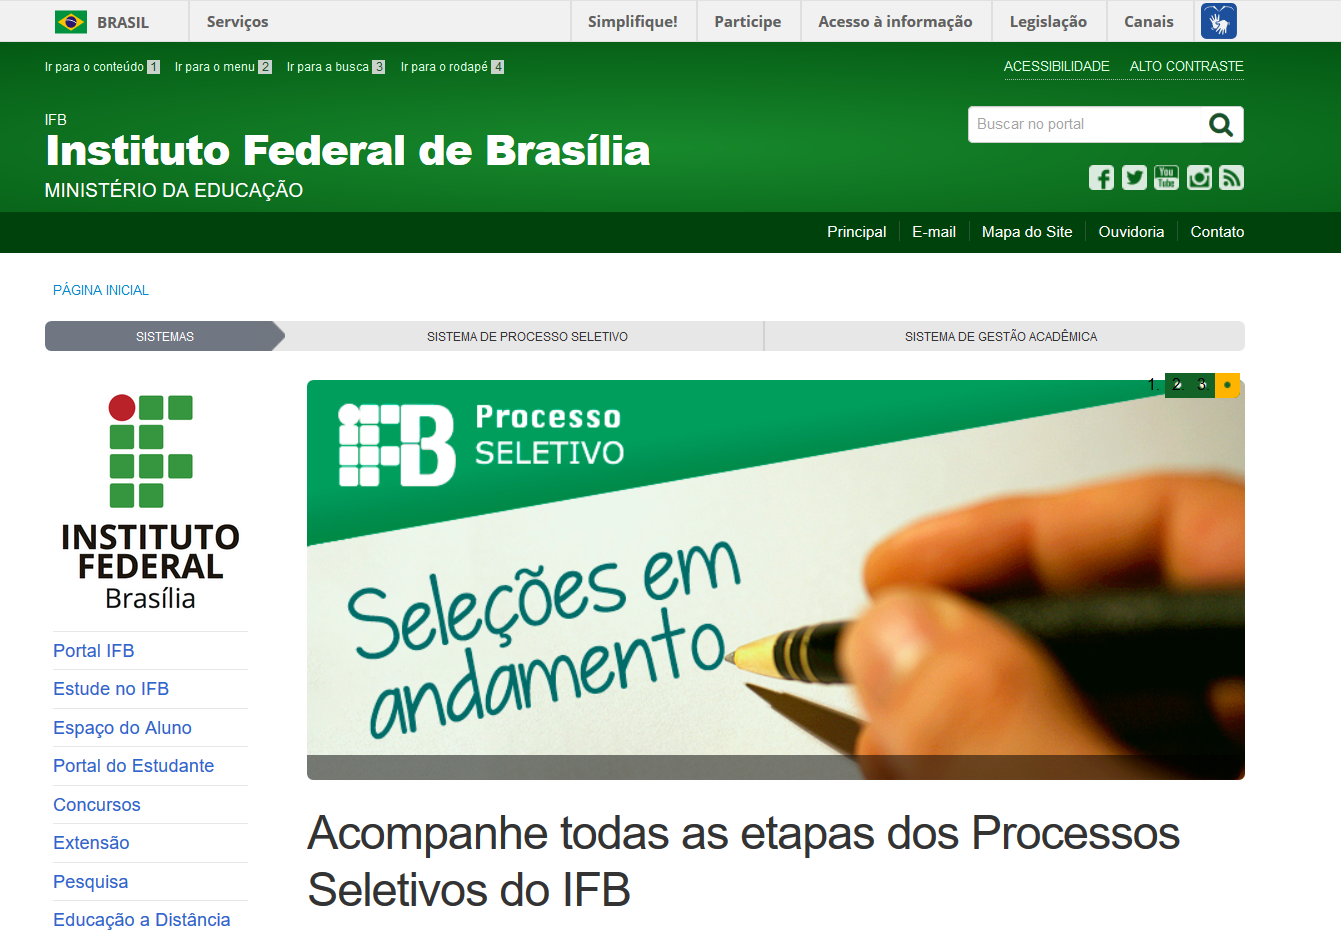 BRASIL
Serviços
Simplifique!
Participe
Acesso à informação
Legislação
Canais
Ir para o conteúdo 1
Ir para o menu 2
Ir para a busca 3
Ir para o rodapé 4
ACESSIBILIDADE
ALTO CONTRASTE
IFB
Instituto Federal de Brasília
MINISTÉRIO DA EDUCAÇÃO
Buscar no portal
You
Tube
Principal
E-mail
Mapa do Site
Ouvidoria
Contato
PÁGINA INICIAL
SISTEMAS
SISTEMA DE PROCESSO SELETIVO
SISTEMA DE GESTÃO ACADÊMICA
INSTITUTO
FEDERAL
Brasília
Portal IFB
Estude no IFB
Espaço do Aluno
Portal do Estudante
Concursos
Extensão
Pesquisa
Educação a Distância
1. 2. 3.
IFB
Processo
SELETIVO
Seleções em
andamento
Acompanhe todas as etapas dos Processos
Seletivos do IFB